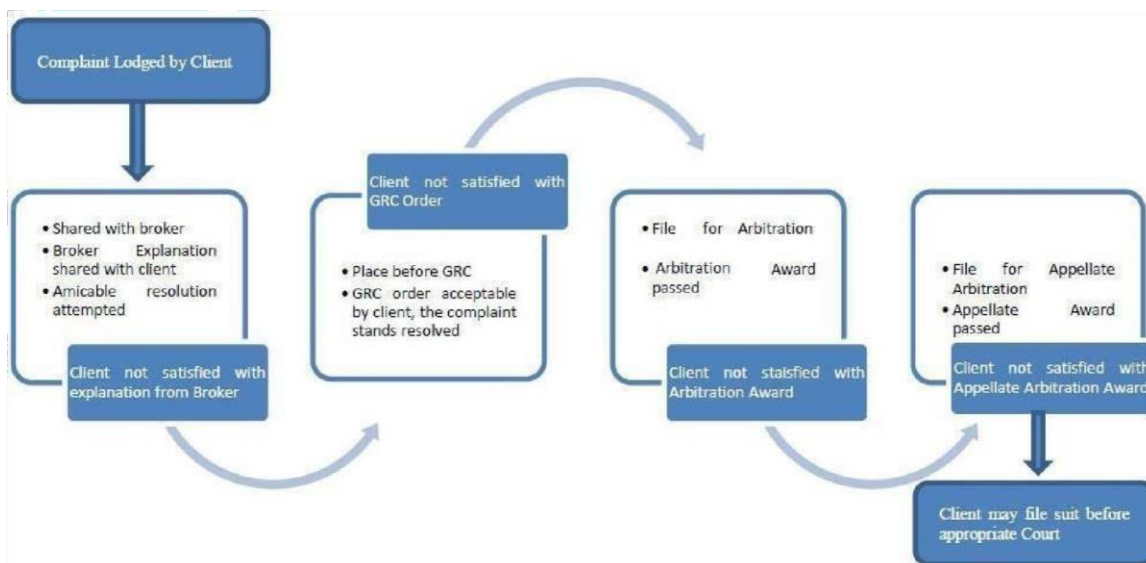 Complaint Lodged by Client
• Shared with broker
• Broker Explanation
shared with client
• Amicable resolution
attempted
Client not satisfied with
explanation from Broker
Client not satisfied with
GRC Order
• Place before GRC
• GRC order acceptable
by client, the complaint
stands resolved
• File for Arbitration
• Arbitration Award
passed
Client not stalsfied with
Arbitration Award
• File for Appellate
Arbitration
• Appellate Award
passed
Client not satisfied with
Appellate Arbitration Award
Client may file suit before
appropriate Court